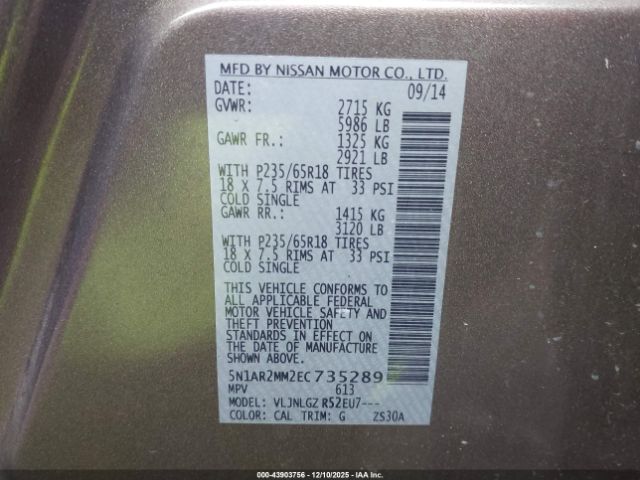 MFD BY NISSAN MOTOR CO., LTD.
DATE: 09/14
GVWR: 2715 KG
5986 LB
GAWR FR.: 1325 KG
2921 LB
WITH P235/65R18 TIRES
18 X 7.5 RIMS AT 33 PSI
COLD SINGLE
GAWR RR.: 1415 KG
3120 LB
WITH P235/65R18 TIRES
18 X 7.5 RIMS AT 33 PSI
COLD SINGLE
THIS VEHICLE CONFORMS TO
ALL APPLICABLE FEDERAL
MOTOR VEHICLE SAFETY AND
THEFT PREVENTION
STANDARDS IN EFFECT ON
THE DATE OF MANUFACTURE
SHOWN ABOVE.
5N1AR2MM2EC735289
MPV 613
MODEL: VLJNLGZ R52EU7---
COLOR: CAL TRIM: G ZS30A
000-43903756 - 12/10/2025 - IAA Inc.